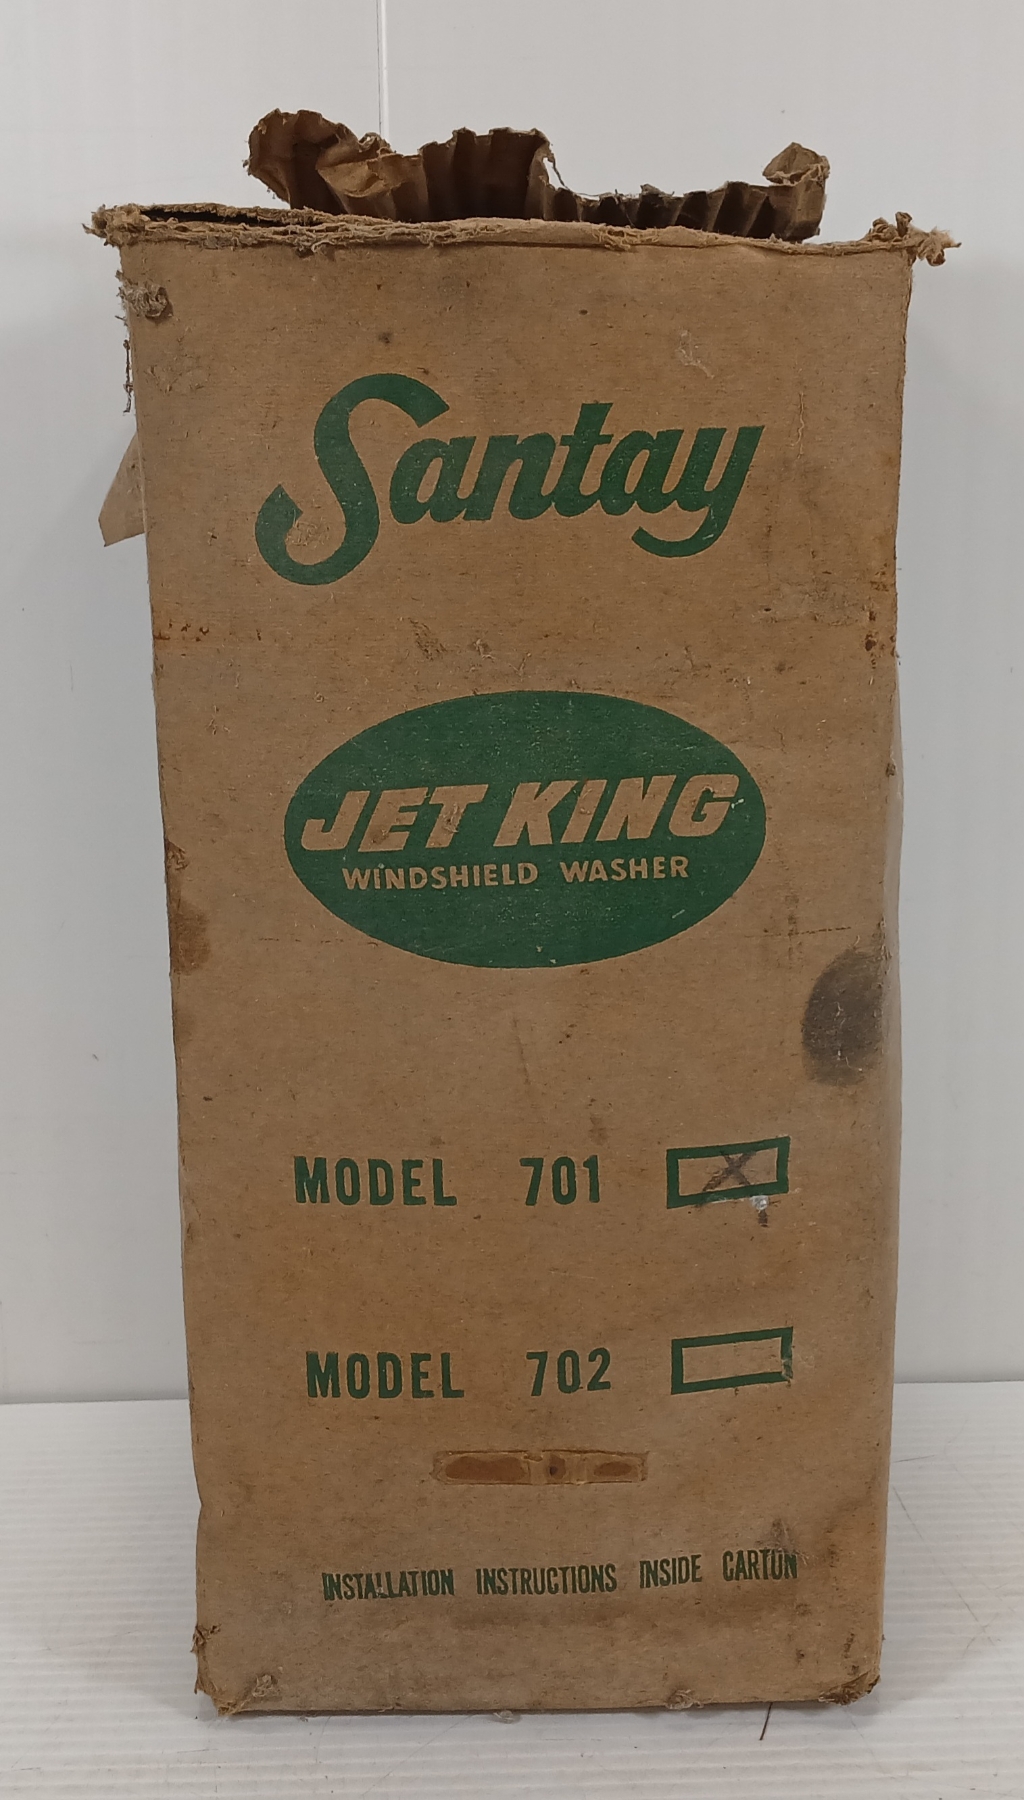 Santay
JET KING
WINDSHIELD WASHER
MODEL 701 X
MODEL 702
INSTALLATION INSTRUCTIONS INSIDE CARTON